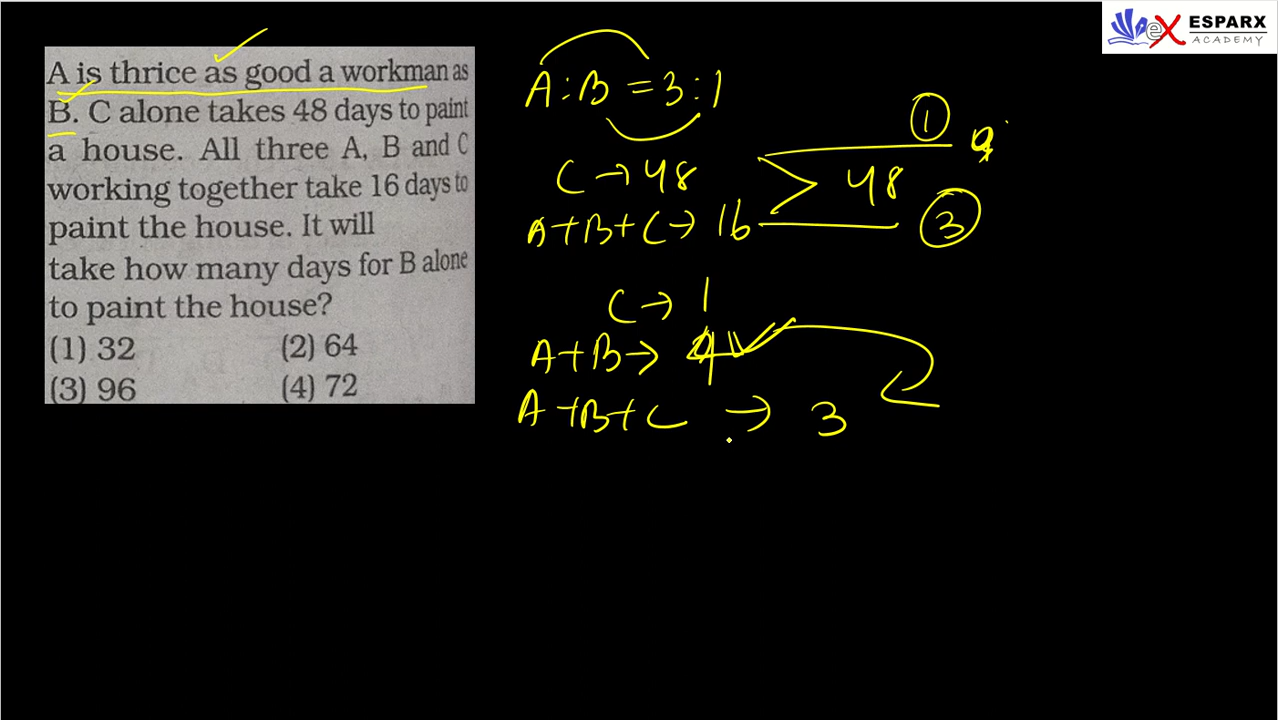 ESPARX
ACADEMY
eX
A is thrice as good a workman as
B. C alone takes 48 days to paint
a house. All three A, B and C
working together take 16 days to
paint the house. It will
take how many days for B alone
to paint the house?
(1) 32 (2) 64
(3) 96 (4) 72
A:B = 3:1
1
C → 48
48
A+B+C → 16
3
C → 1
A+B → 4
A+B+C → 3